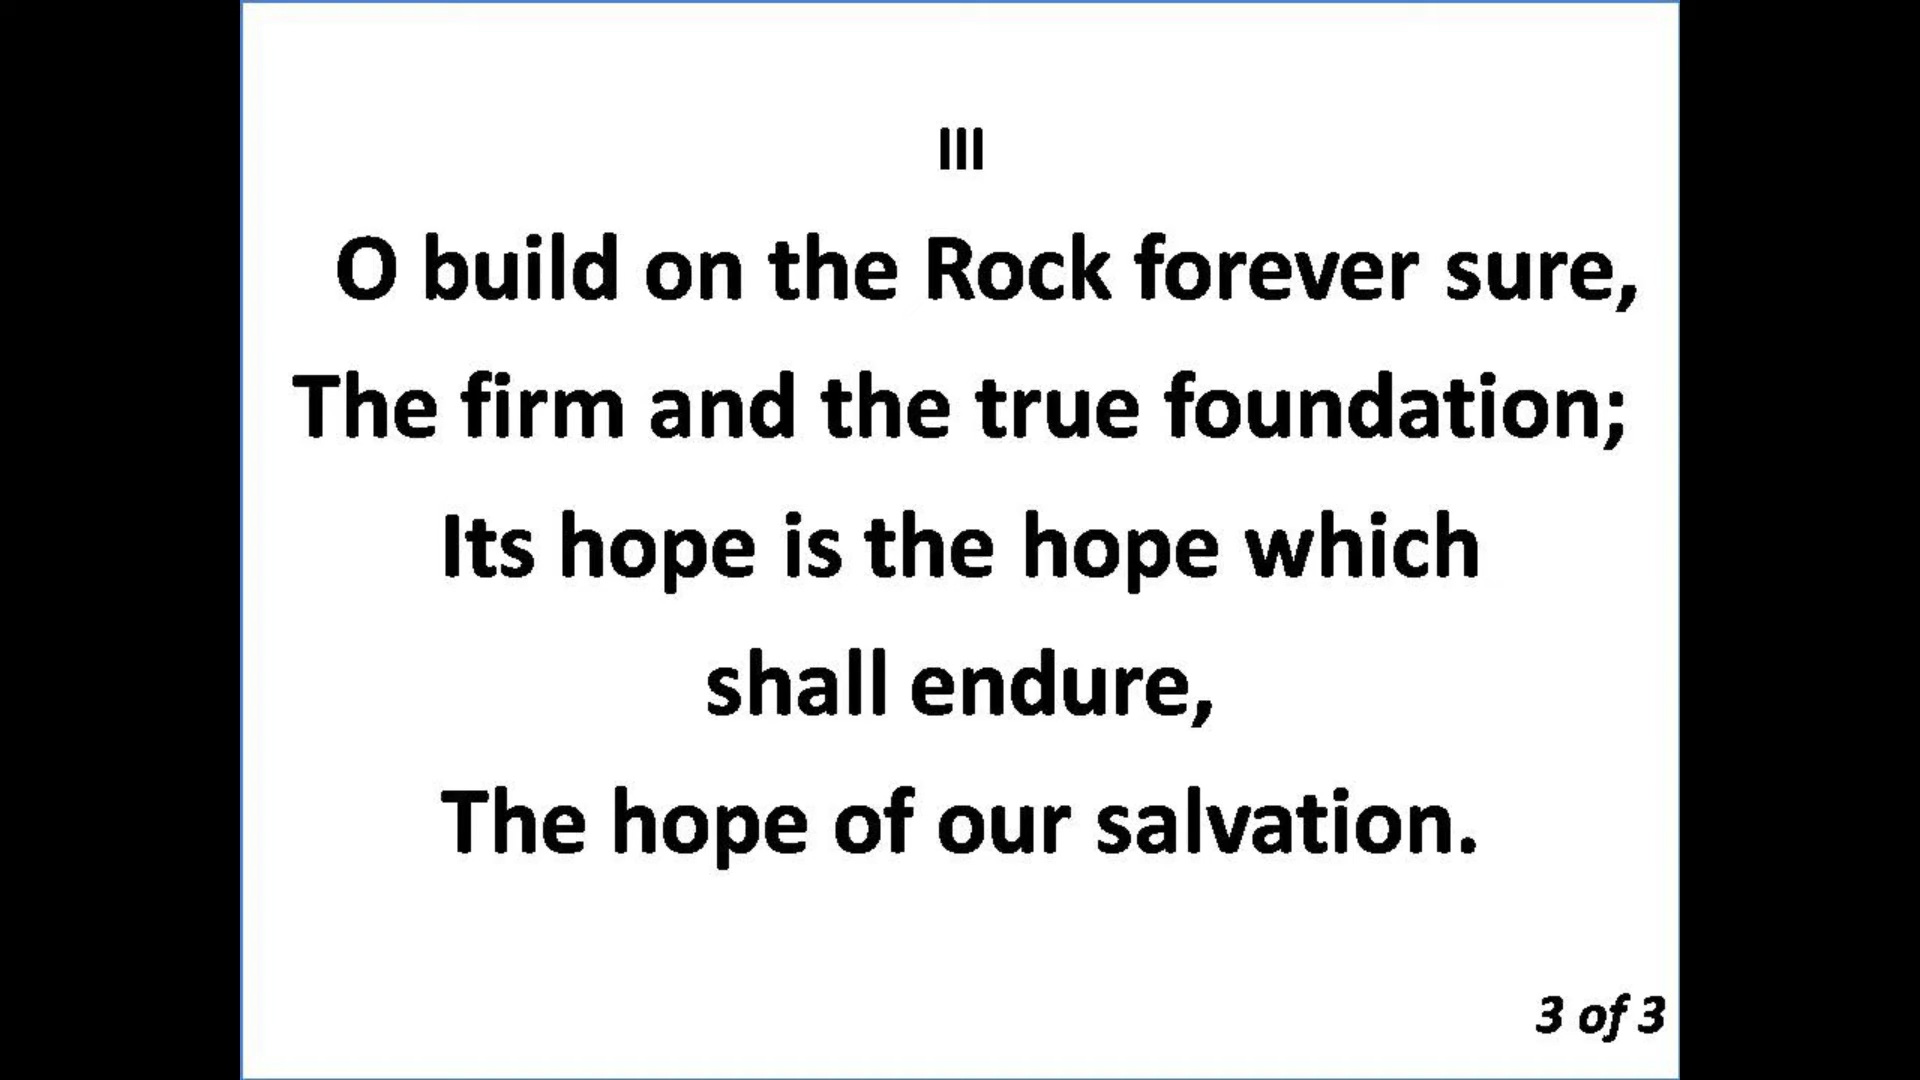 III
O build on the Rock forever sure,
The firm and the true foundation;
Its hope is the hope which
shall endure,
The hope of our salvation.
3 of 3